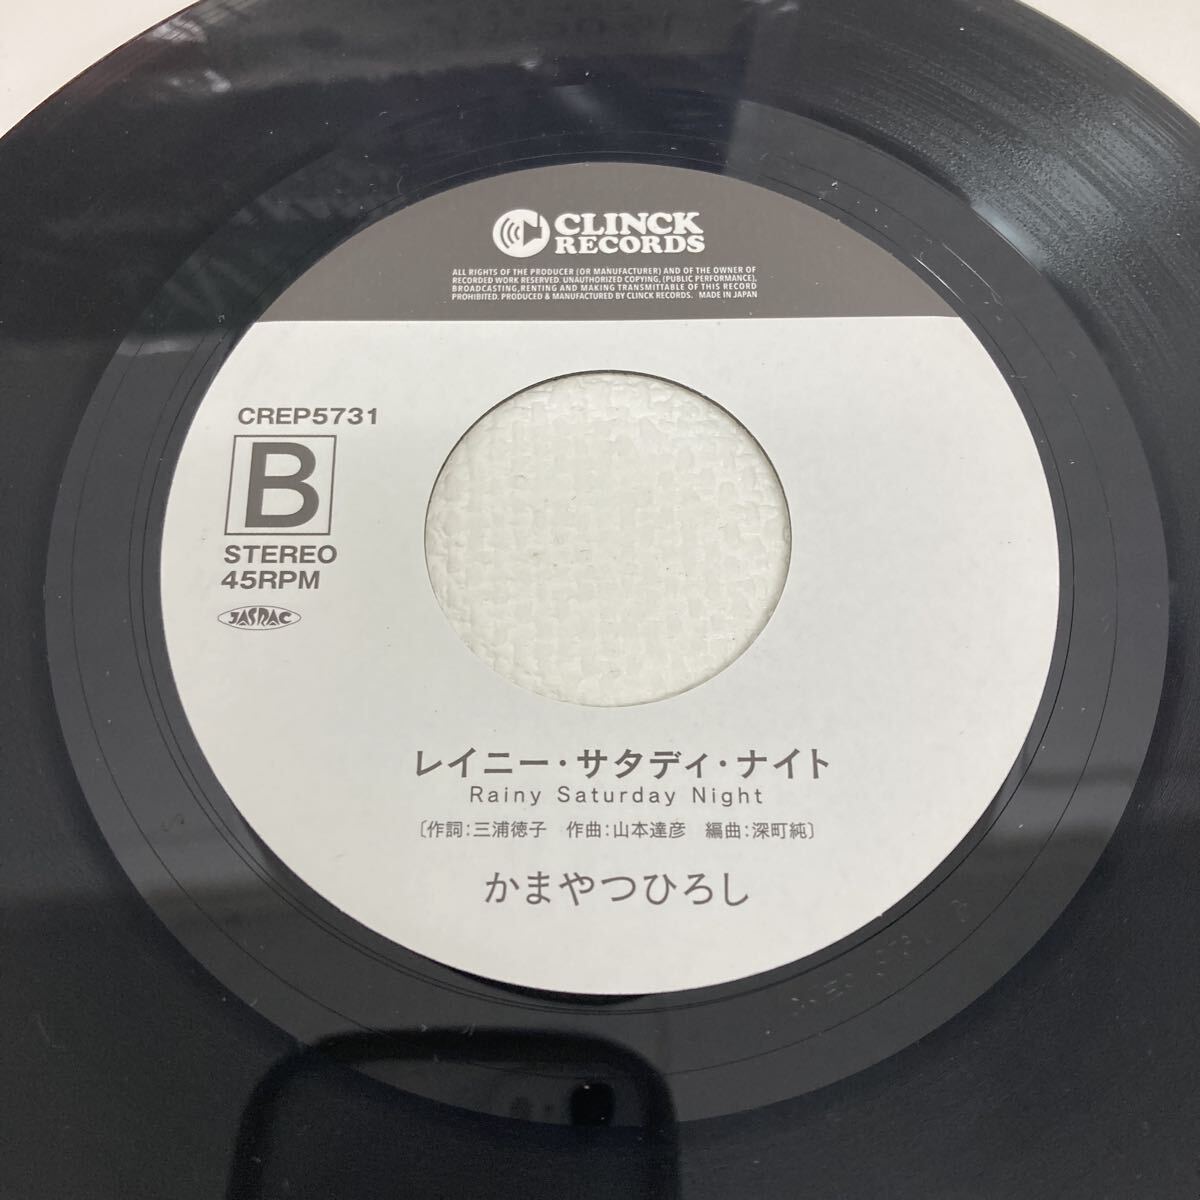 CLINCK
RECORDS
ALL RIGHTS OF THE PRODUCER (OR MANUFACTURER) AND OF THE OWNER OF
RECORDED WORK RESERVED. UNAUTHORIZED COPYING, (PUBLIC PERFORMANCE),
BROADCASTING,RENTING AND MAKING TRANSMITTABLE OF THIS RECORD
PROHIBITED. PRODUCED & MANUFACTURED BY CLINCK RECORDS. MADE IN JAPAN
CREP5731
B
STEREO
45RPM
JASRAC
レイニー・サタディ・ナイト
Rainy Saturday Night
〔作詞:三浦徳子 作曲:山本達彦 編曲:深町純〕
かまやつひろし